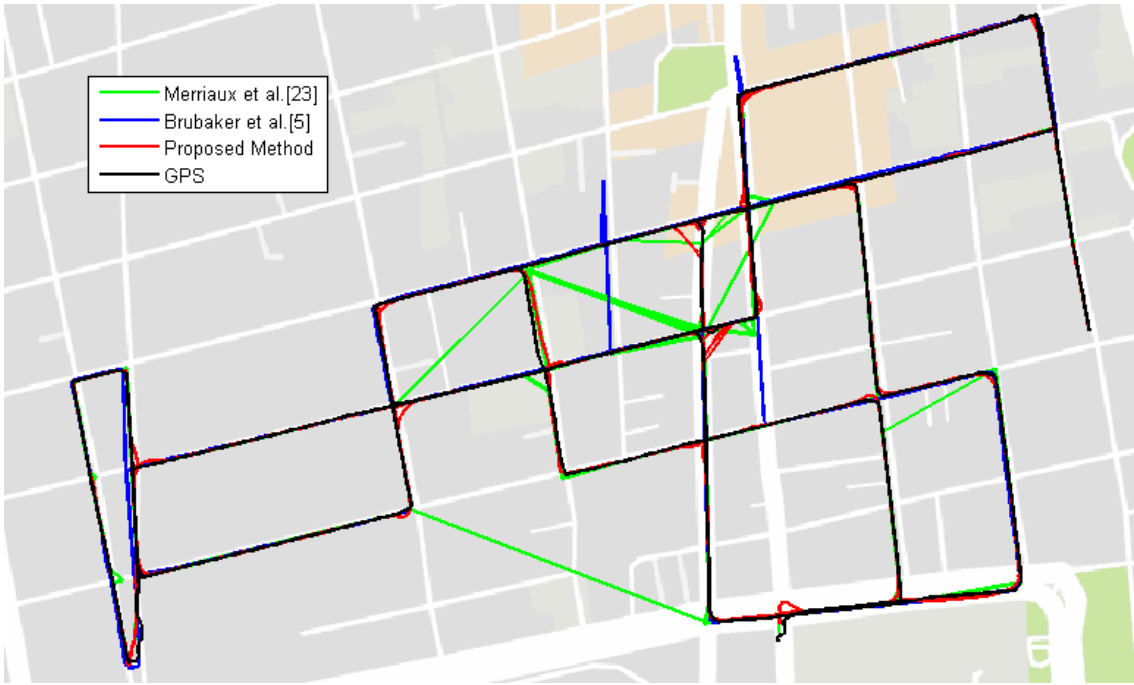 Merriaux et al.[23]
Brubaker et al.[5]
Proposed Method
GPS